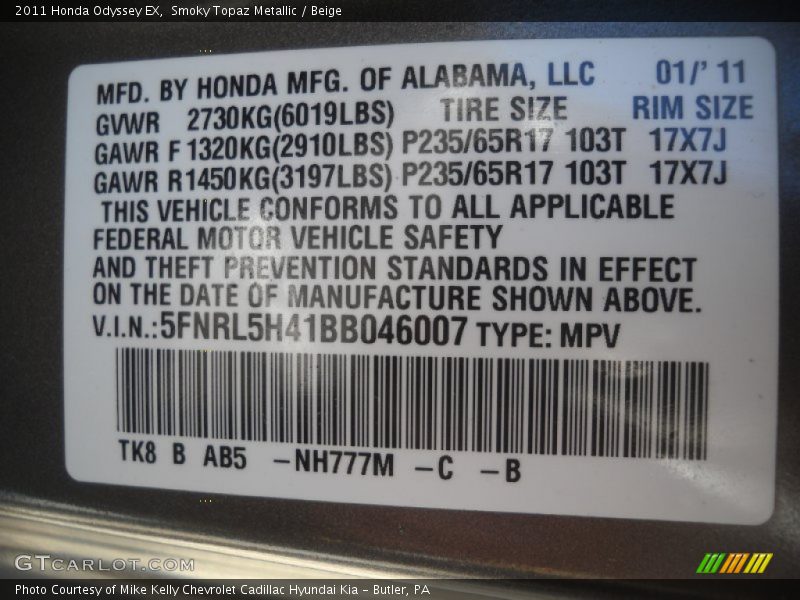 2011 Honda Odyssey EX, Smoky Topaz Metallic / Beige
MFD. BY HONDA MFG. OF ALABAMA, LLC 01/' 11
GVWR 2730KG(6019LBS) TIRE SIZE RIM SIZE
GAWR F 1320KG(2910LBS) P235/65R17 103T 17X7J
GAWR R1450KG(3197LBS) P235/65R17 103T 17X7J
THIS VEHICLE CONFORMS TO ALL APPLICABLE
FEDERAL MOTOR VEHICLE SAFETY
AND THEFT PREVENTION STANDARDS IN EFFECT
ON THE DATE OF MANUFACTURE SHOWN ABOVE.
V.I.N.:5FNRL5H41BB046007 TYPE: MPV
TK8 B AB5 -NH777M -C -B
GTCARLOT.COM
Photo Courtesy of Mike Kelly Chevrolet Cadillac Hyundai Kia - Butler, PA